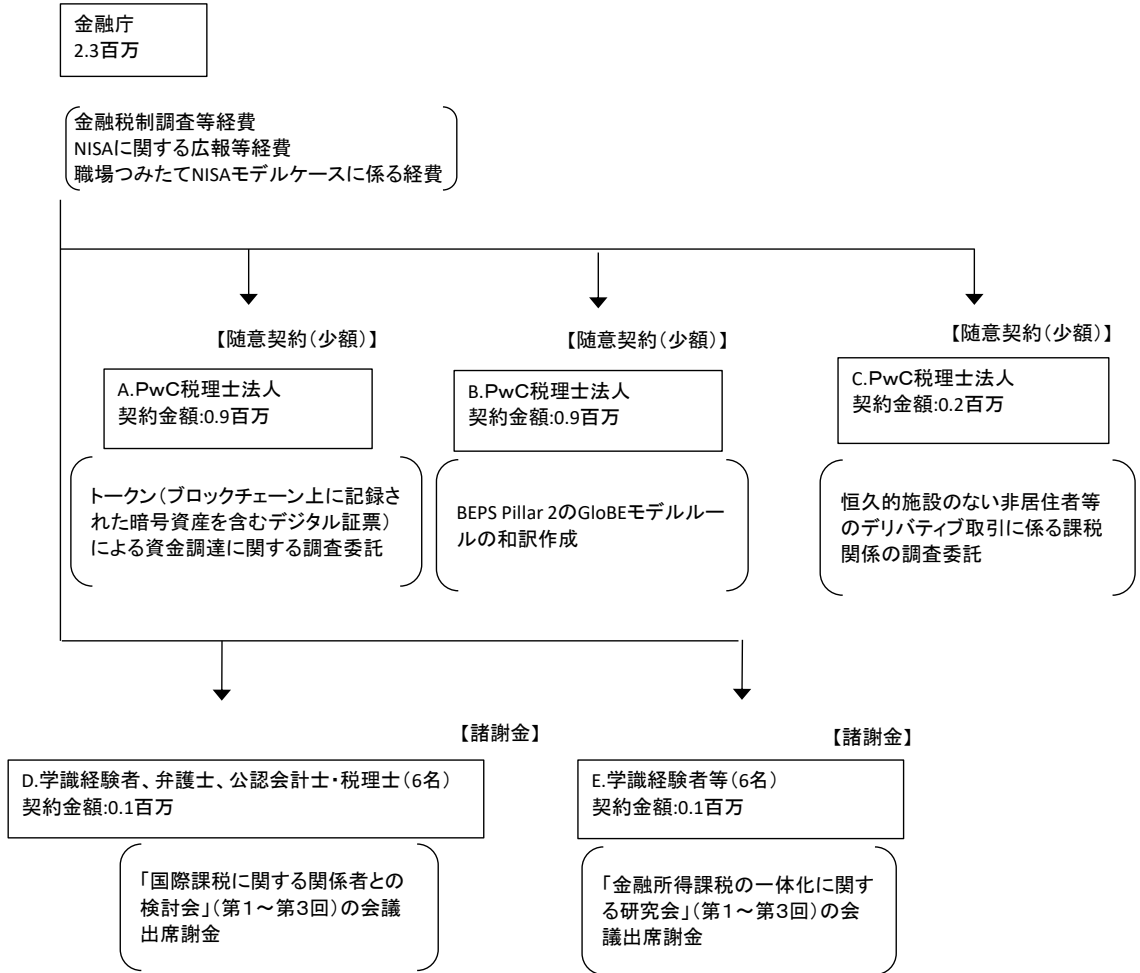 金融庁
2.3百万
金融税制調査等経費
NISAに関する広報等経費
職場つみたてNISAモデルケースに係る経費
【随意契約(少額)】
A.PwC税理士法人
契約金額:0.9百万
トークン(ブロックチェーン上に記録さ
れた暗号資産を含むデジタル証票)
による資金調達に関する調査委託
【随意契約(少額)】
B.PwC税理士法人
契約金額:0.9百万
BEPS Pillar 2のGloBEモデルルー
ルの和訳作成
【随意契約(少額)】
C.PwC税理士法人
契約金額:0.2百万
恒久的施設のない非居住者等
のデリバティブ取引に係る課税
関係の調査委託
【諸謝金】
D.学識経験者、弁護士、公認会計士・税理士(6名)
契約金額:0.1百万
「国際課税に関する関係者との
検討会」(第1～第3回)の会議
出席謝金
【諸謝金】
E.学識経験者等(6名)
契約金額:0.1百万
「金融所得課税の一体化に関す
る研究会」(第1～第3回)の会
議出席謝金